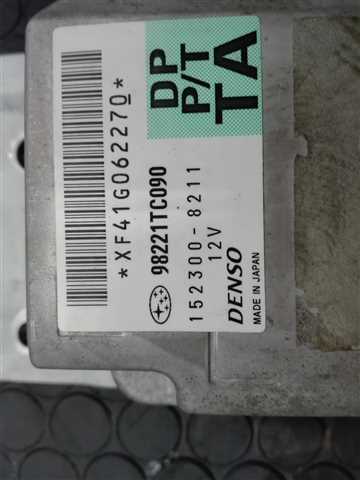 *XF41G062270*
DP
P/T
TA
98221TC090
152300-8211
12V
DENSO
MADE IN JAPAN